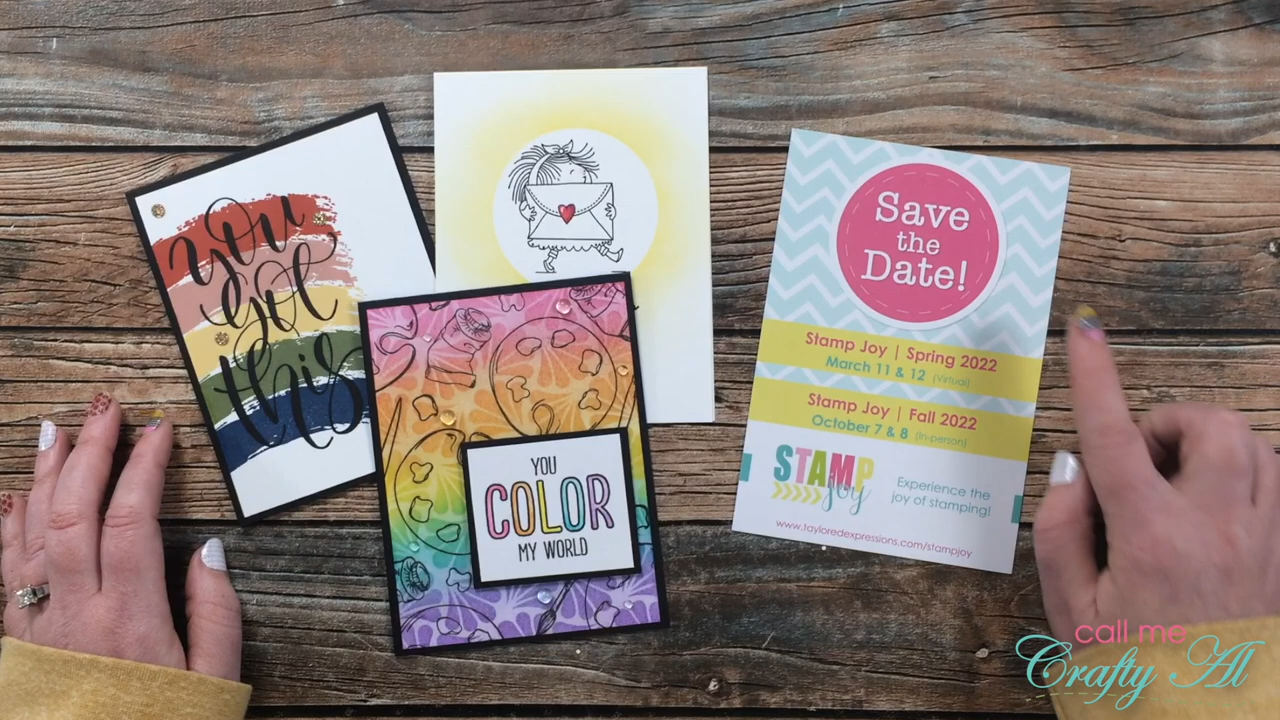 you
got
this
YOU
COLOR
MY WORLD
Save
the
Date!
Stamp Joy | Spring 2022
March 11 & 12 (Virtual)
Stamp Joy | Fall 2022
October 7 & 8 (In-person)
STAMP
joy
Experience the
joy of stamping!
www.tayloredexpressions.com/stampjoy
call me
Crafty Al